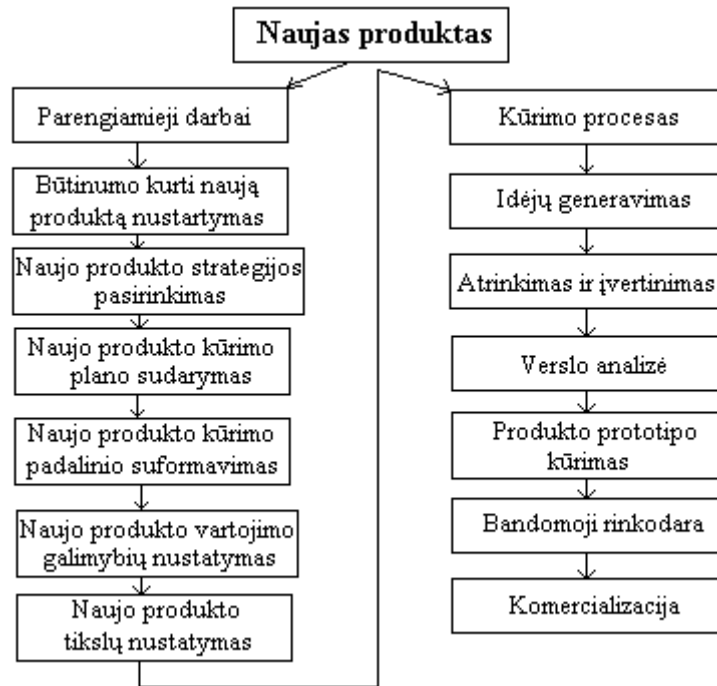 Naujas produktas
Parengiamieji darbai
Būtinumo kurti naują
produktą nustartymas
Naujo produkto strategijos
pasirinkimas
Naujo produkto kūrimo
plano sudarymas
Naujo produkto kūrimo
padalinio suformavimas
Naujo produkto vartojimo
galimybių nustatymas
Naujo produkto
tikslų nustatymas
Kūrimo procesas
Idėjų generavimas
Atrinkimas ir įvertinimas
Verslo analizė
Produkto prototipo
kūrimas
Bandomoji rinkodara
Komercializacija